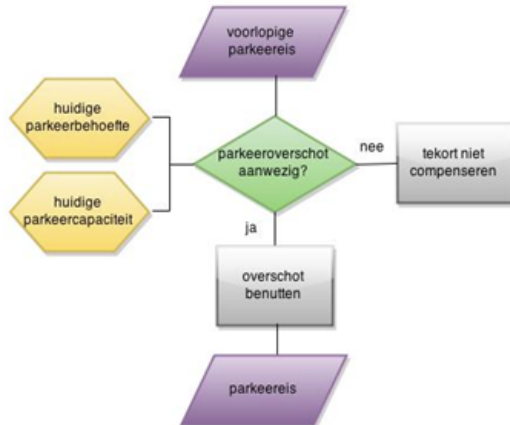 voorlopige
parkeereis
huidige
parkeerbehoefte
parkeeroverschot
aanwezig?
nee
tekort niet
compenseren
huidige
parkeercapaciteit
ja
overschot
benutten
parkeereis